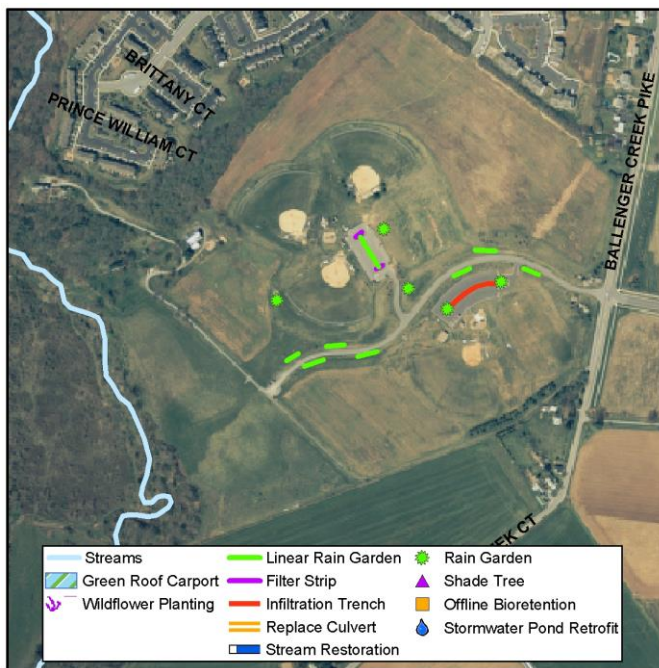 BRITTANY CT
PRINCE WILLIAM CT
BALLENGER CREEK PIKE
EK CT
Streams
Linear Rain Garden
Rain Garden
Green Roof Carport
Filter Strip
Shade Tree
Wildflower Planting
Infiltration Trench
Offline Bioretention
Replace Culvert
Stormwater Pond Retrofit
Stream Restoration